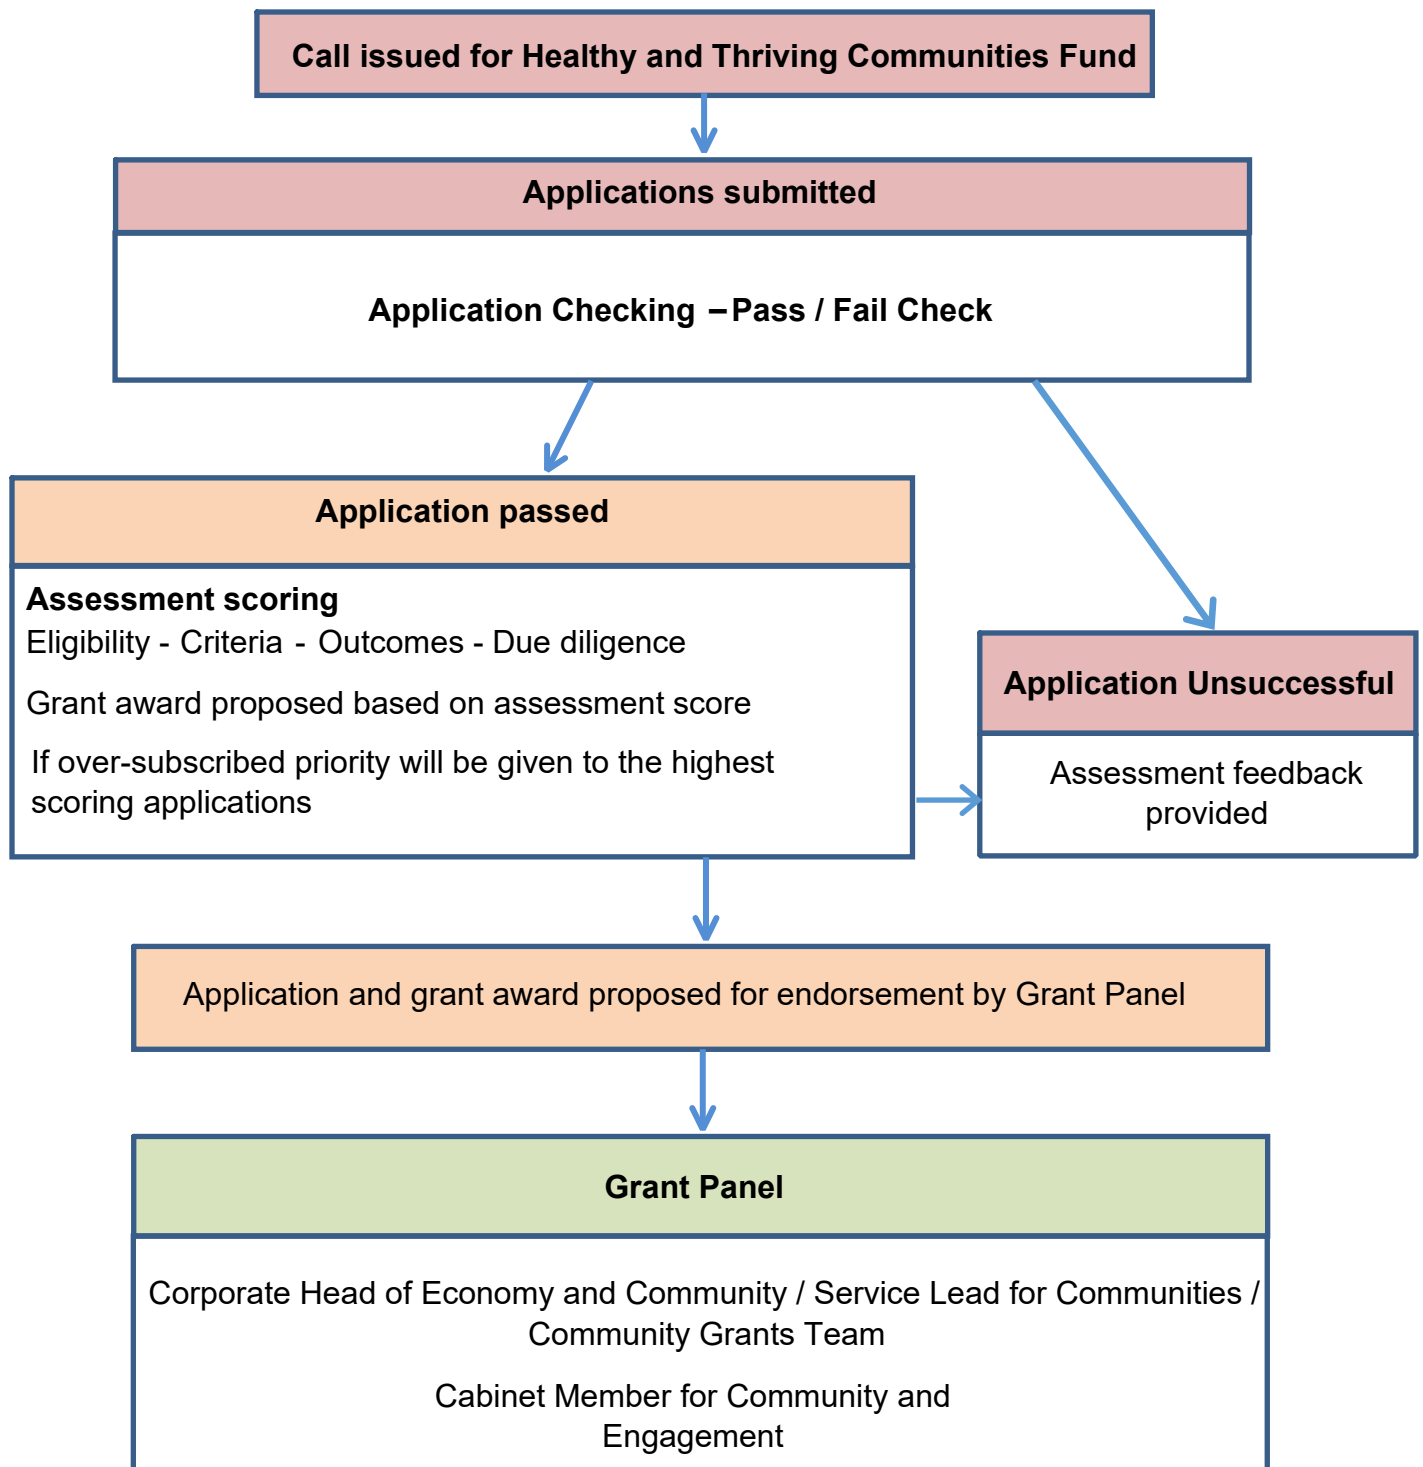 Call issued for Healthy and Thriving Communities Fund
Applications submitted
Application Checking – Pass / Fail Check
Application passed
Assessment scoring
Eligibility - Criteria - Outcomes - Due diligence
Grant award proposed based on assessment score
If over-subscribed priority will be given to the highest
scoring applications
Application Unsuccessful
Assessment feedback
provided
Application and grant award proposed for endorsement by Grant Panel
Grant Panel
Corporate Head of Economy and Community / Service Lead for Communities /
Community Grants Team
Cabinet Member for Community and
Engagement